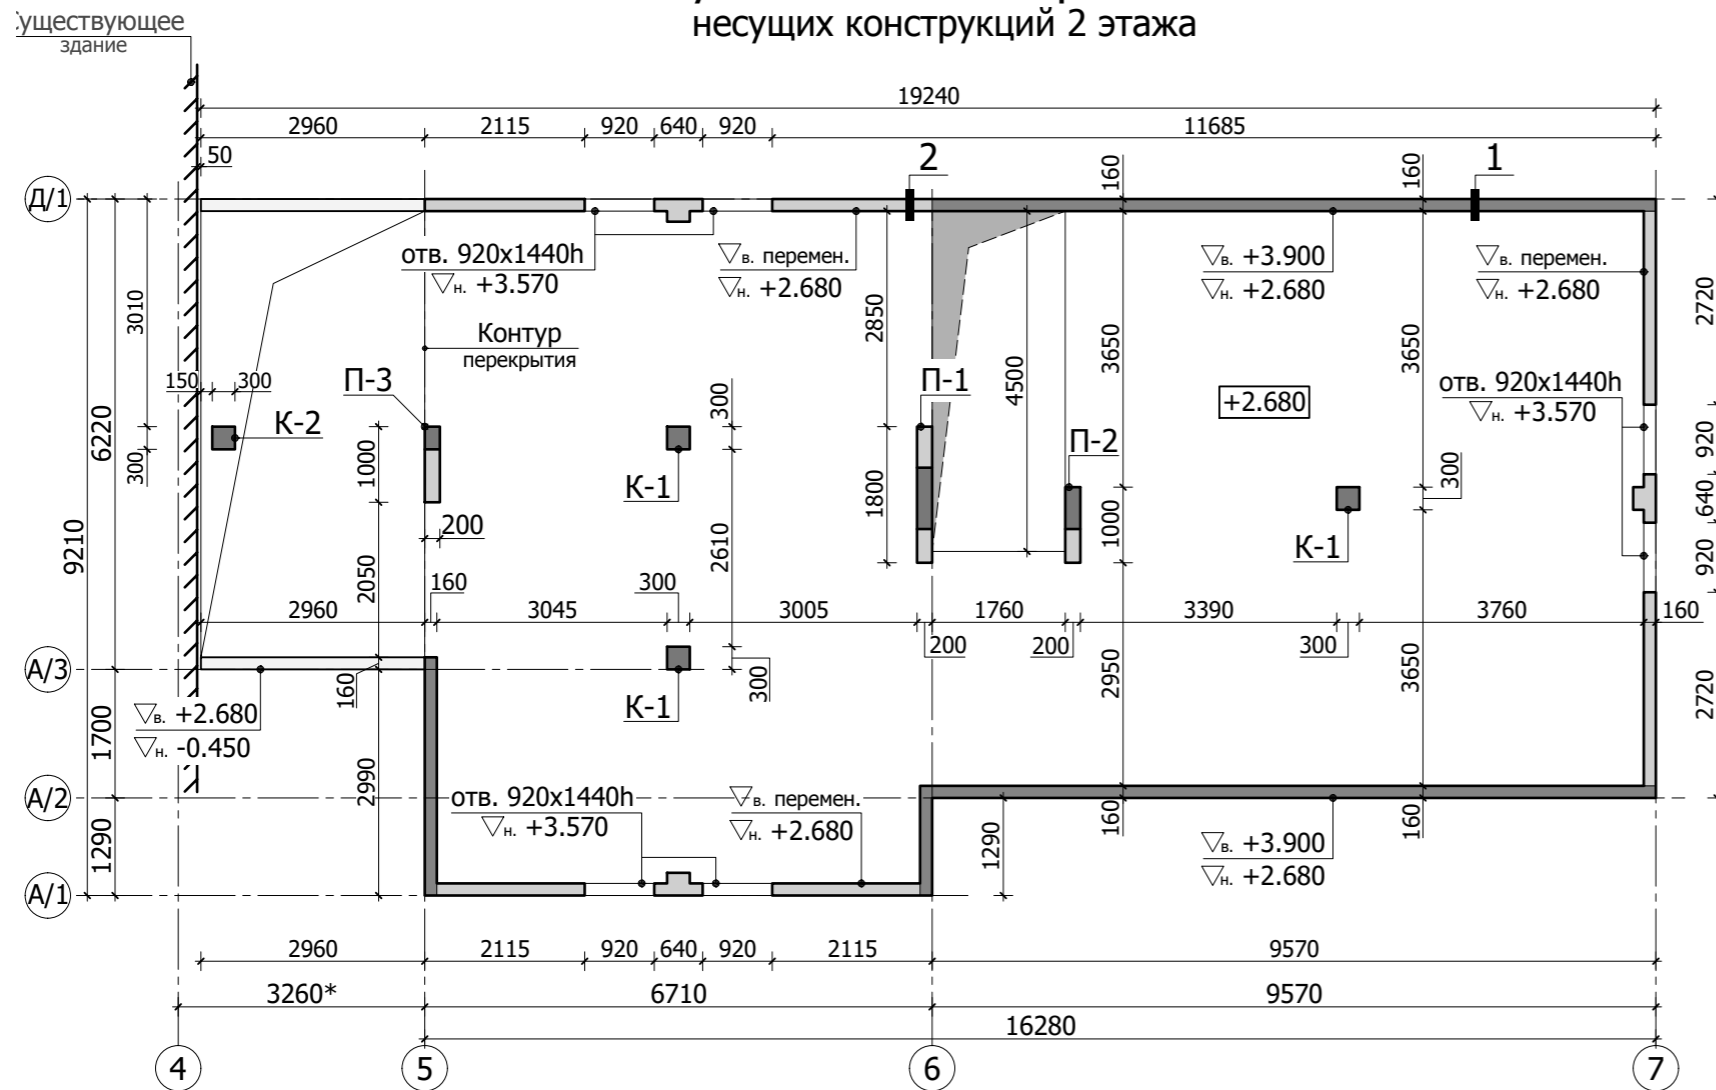 несущих конструкций 2 этажа
уществующее
здание
19240
2960
2115
920
640
920
11685
50
2
160
160
1
Д/1
отв. 920x1440h
н. +3.570
в. перемен.
н. +2.680
в. +3.900
н. +2.680
в. перемен.
н. +2.680
2720
3010
2850
Контур
перекрытия
3650
3650
150
300
П-3
300
П-1
4500
+2.680
отв. 920x1440h
н. +3.570
К-2
6220
300
1000
К-1
1800
П-2
1000
300
К-1
920
640
920
9210
200
2050
2610
160
300
2960
3045
3005
1760
3390
3760
160
200
200
300
А/3
160
300
2950
3650
2720
К-1
в. +2.680
н. -0.450
1700
2990
А/2
отв. 920x1440h
н. +3.570
в. перемен.
н. +2.680
160
160
1290
1290
в. +3.900
н. +2.680
А/1
2960
2115
920
640
920
2115
9570
3260*
6710
9570
16280
4
5
6
7